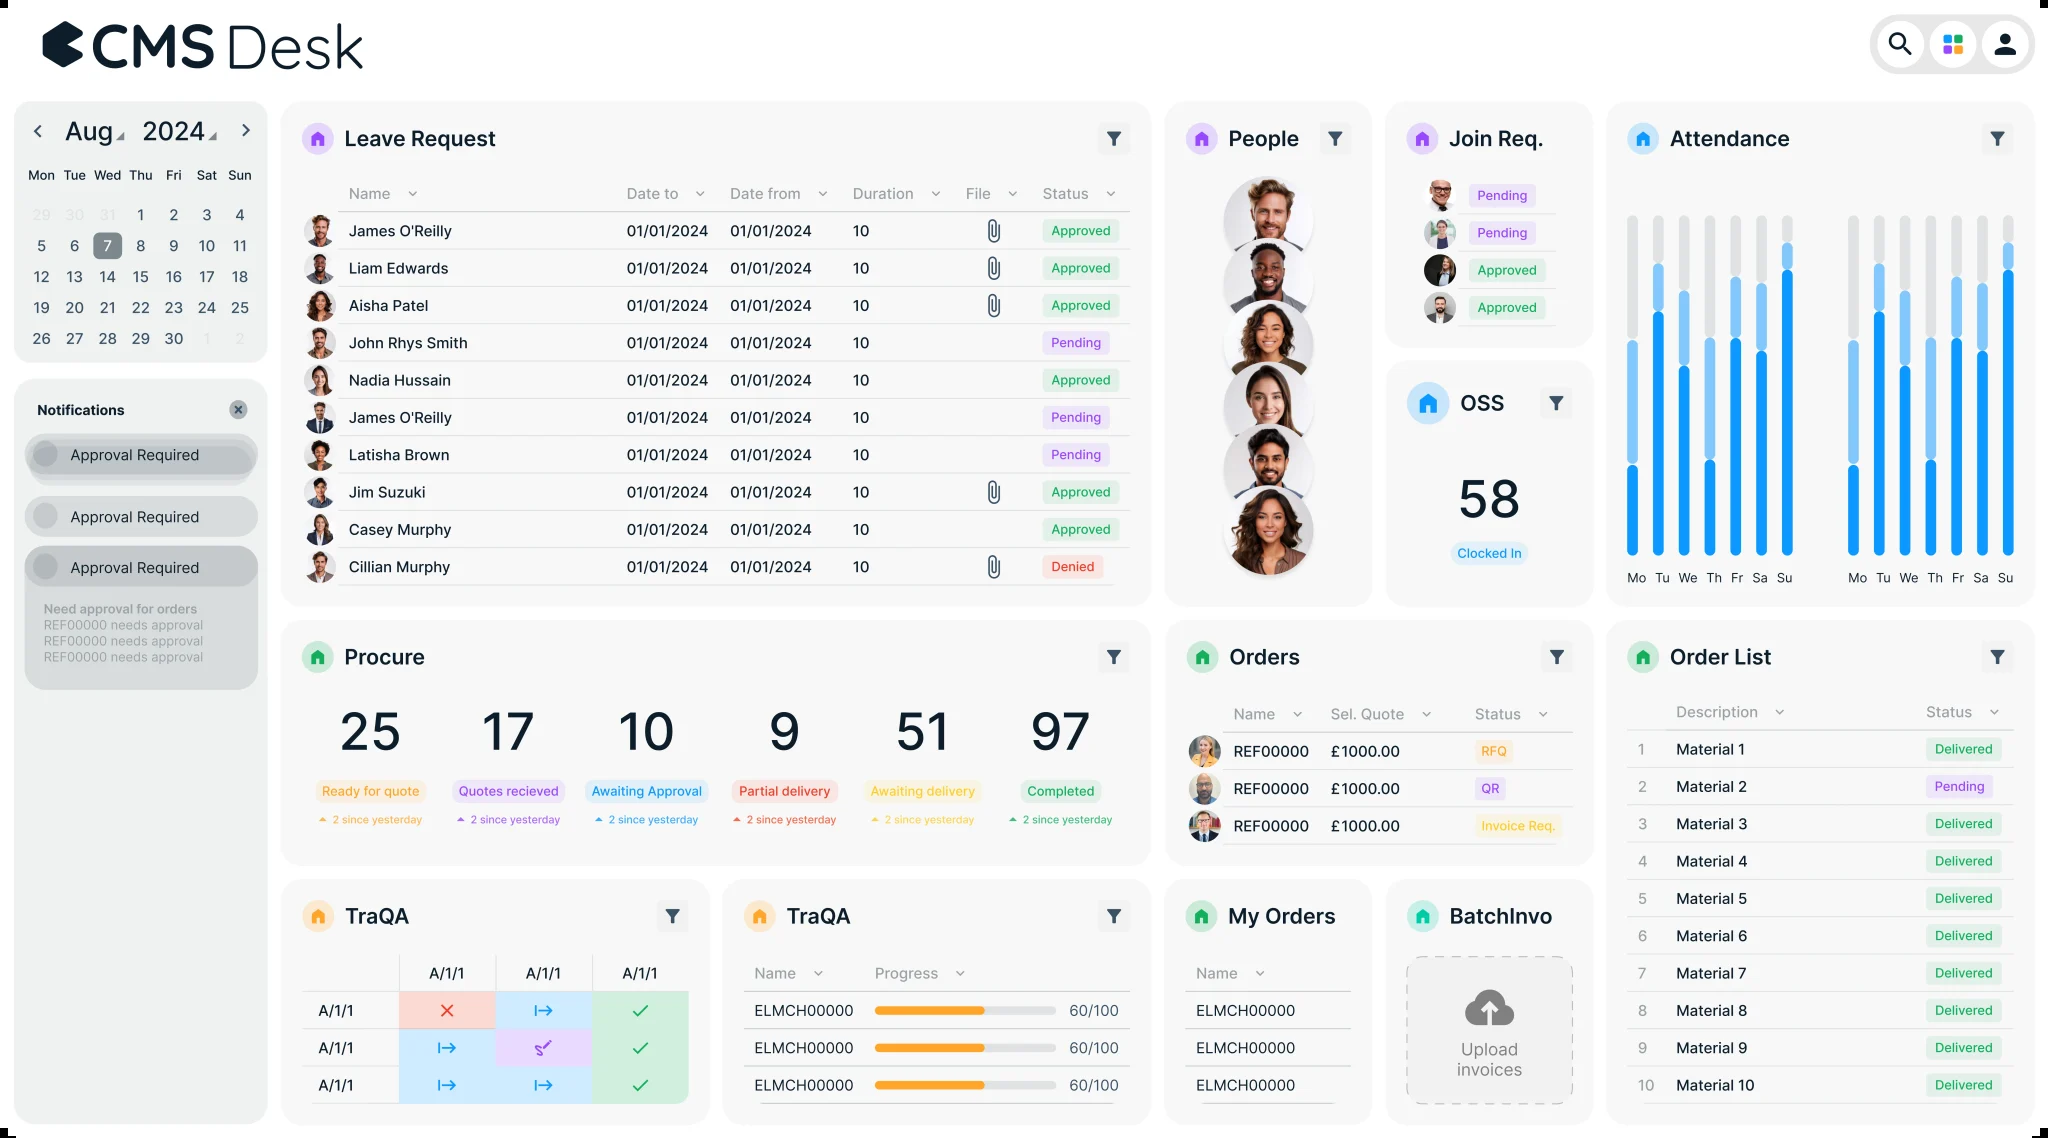 CMS Desk
Aug 2024
Mon Tue Wed Thu Fri Sat Sun
29 30 31 1 2 3 4
5 6 7 8 9 10 11
12 13 14 15 16 17 18
19 20 21 22 23 24 25
26 27 28 29 30 1 2
Notifications
Approval Required
Approval Required
Approval Required
Need approval for orders
REF00000 needs approval
REF00000 needs approval
REF00000 needs approval
Leave Request
Name Date to Date from Duration File Status
James O'Reilly 01/01/2024 01/01/2024 10 Approved
Liam Edwards 01/01/2024 01/01/2024 10 Approved
Aisha Patel 01/01/2024 01/01/2024 10 Approved
John Rhys Smith 01/01/2024 01/01/2024 10 Pending
Nadia Hussain 01/01/2024 01/01/2024 10 Approved
James O'Reilly 01/01/2024 01/01/2024 10 Pending
Latisha Brown 01/01/2024 01/01/2024 10 Pending
Jim Suzuki 01/01/2024 01/01/2024 10 Approved
Casey Murphy 01/01/2024 01/01/2024 10 Approved
Cillian Murphy 01/01/2024 01/01/2024 10 Denied
People
Join Req.
Pending
Pending
Approved
Approved
OSS
58
Clocked In
Attendance
Mo Tu We Th Fr Sa Su Mo Tu We Th Fr Sa Su
Procure
25 17 10 9 51 97
Ready for quote Quotes recieved Awaiting Approval Partial delivery Awaiting delivery Completed
2 since yesterday 2 since yesterday 2 since yesterday 2 since yesterday 2 since yesterday 2 since yesterday
Orders
Name Sel. Quote Status
REF00000 £1000.00 RFQ
REF00000 £1000.00 QR
REF00000 £1000.00 Invoice Req.
Order List
Description Status
1 Material 1 Delivered
2 Material 2 Pending
3 Material 3 Delivered
4 Material 4 Delivered
5 Material 5 Delivered
6 Material 6 Delivered
7 Material 7 Delivered
8 Material 8 Delivered
9 Material 9 Delivered
10 Material 10 Delivered
TraQA
A/1/1 A/1/1 A/1/1
A/1/1
A/1/1
A/1/1
TraQA
Name Progress
ELMCH00000 60/100
ELMCH00000 60/100
ELMCH00000 60/100
My Orders
Name
ELMCH00000
ELMCH00000
ELMCH00000
BatchInvo
Upload
invoices